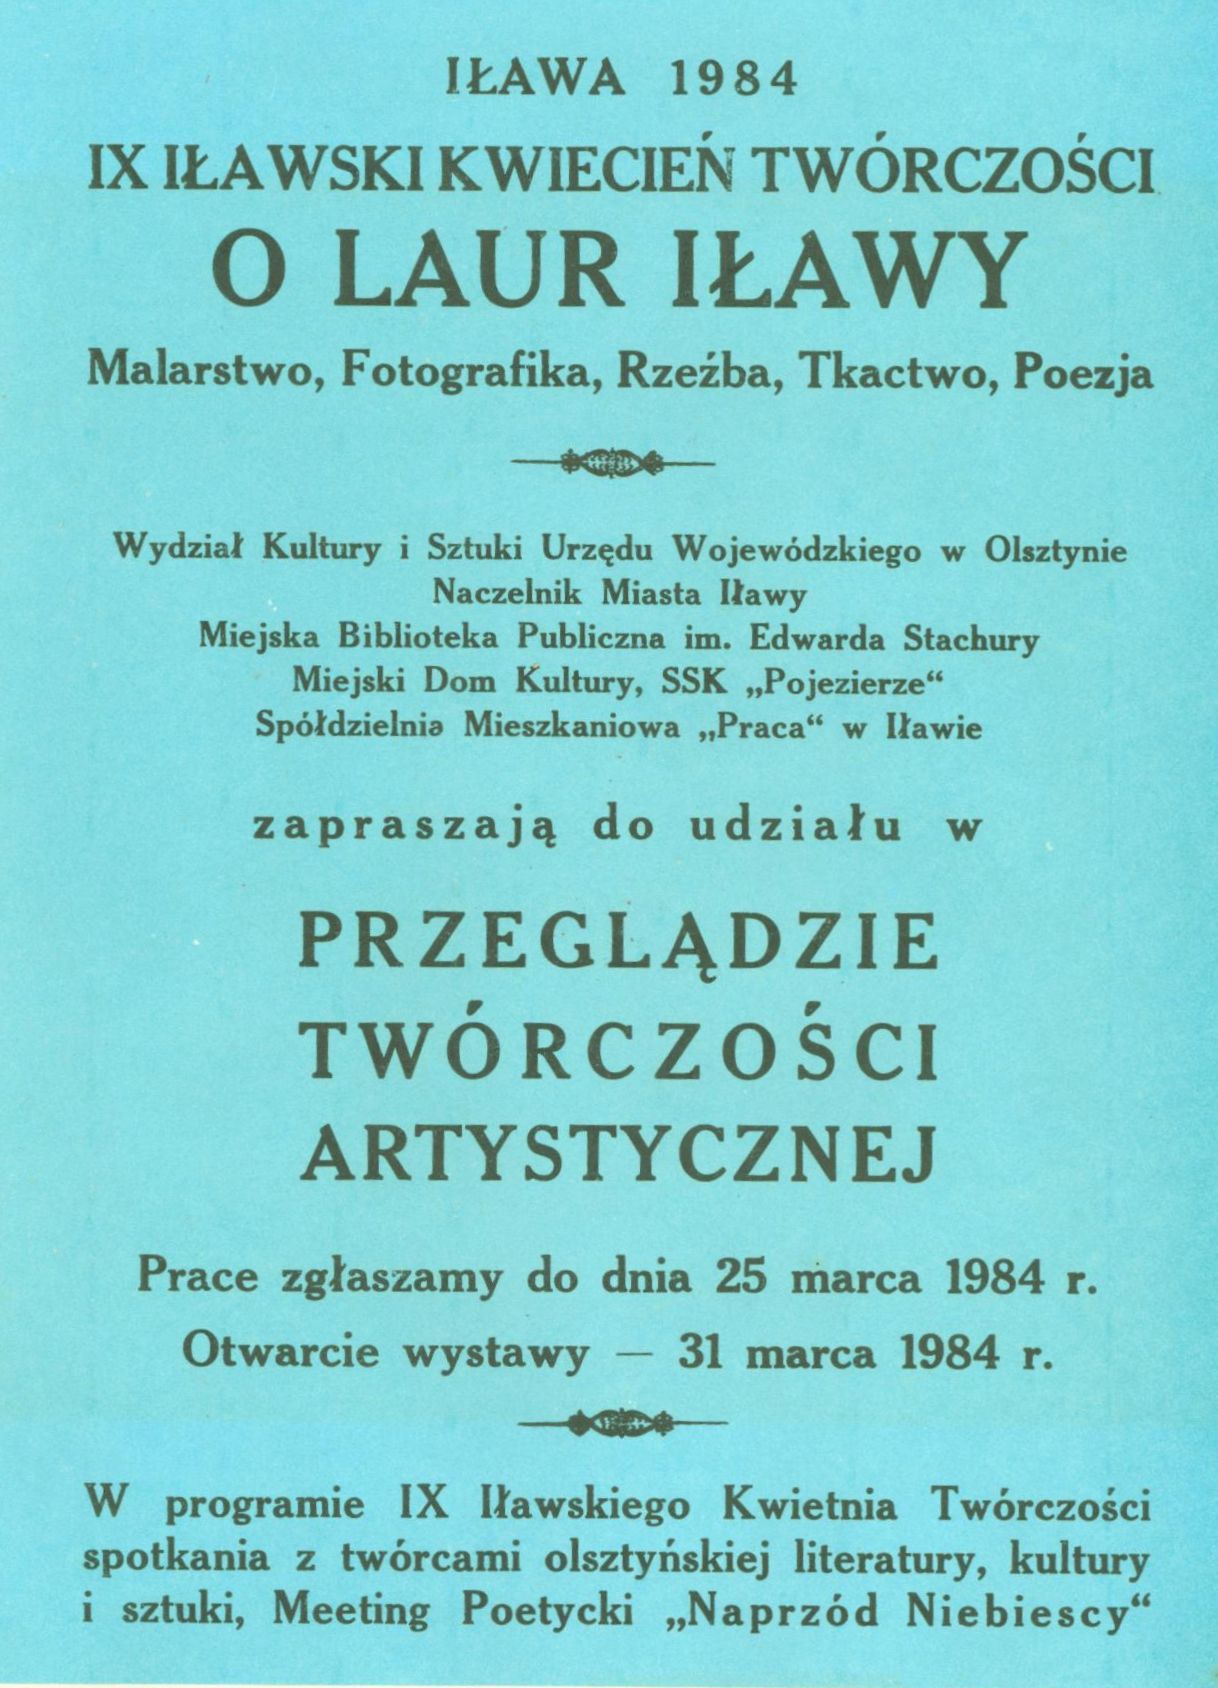 IŁAWA 1984
IX IŁAWSKI KWIECIEŃ TWÓRCZOŚCI
O LAUR IŁAWY
Malarstwo, Fotografika, Rzeźba, Tkactwo, Poezja
Wydział Kultury i Sztuki Urzędu Wojewódzkiego w Olsztynie
Naczelnik Miasta Iławy
Miejska Biblioteka Publiczna im. Edwarda Stachury
Miejski Dom Kultury, SSK „Pojezierze“
Spółdzielnia Mieszkaniowa „Praca“ w Iławie
zapraszają do udziału w
PRZEGLĄDZIE
TWÓRCZOŚCI
ARTYSTYCZNEJ
Prace zgłaszamy do dnia 25 marca 1984 r.
Otwarcie wystawy — 31 marca 1984 r.
W programie IX Iławskiego Kwietnia Twórczości
spotkania z twórcami olsztyńskiej literatury, kultury
i sztuki, Meeting Poetycki „Naprzód Niebiescy“